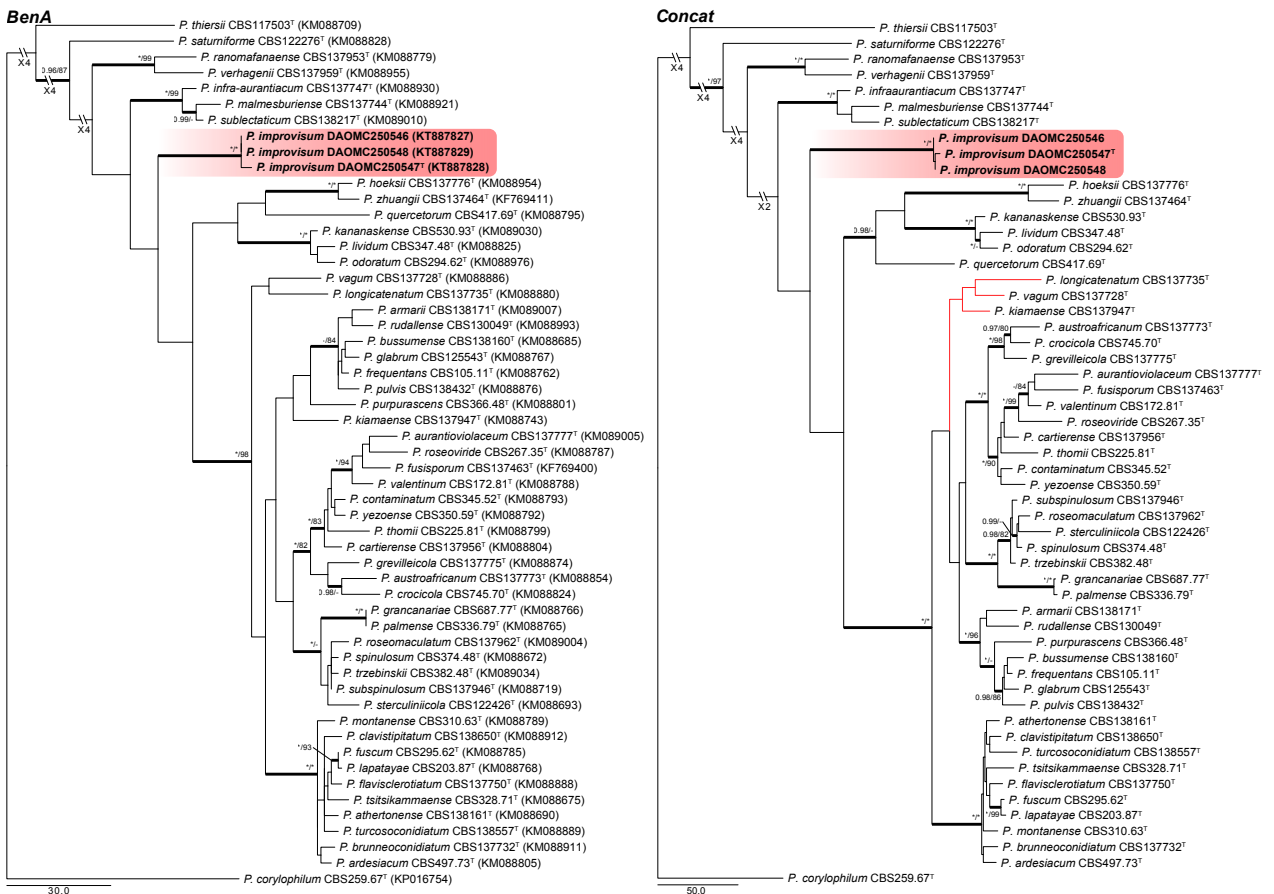 BenA
P. thiersii CBS117503ᵀ (KM088709)
P. saturniforme CBS122276ᵀ (KM088828)
X4
0.96/87
X4
*/99
P. ranomafanaense CBS137953ᵀ (KM088779)
P. verhagenii CBS137959ᵀ (KM088955)
*/99
P. infra-aurantiacum CBS137747ᵀ (KM088930)
P. malmesburiense CBS137744ᵀ (KM088921)
0.99/-
P. sublectaticum CBS138217ᵀ (KM089010)
X4
P. improvisum DAOMC250546 (KT887827)
*/*
P. improvisum DAOMC250548 (KT887829)
P. improvisum DAOMC250547ᵀ (KT887828)
*/*
P. hoeksii CBS137776ᵀ (KM088954)
P. zhuangii CBS137464ᵀ (KF769411)
P. quercetorum CBS417.69ᵀ (KM088795)
*/*
P. kananaskense CBS530.93ᵀ (KM089030)
P. lividum CBS347.48ᵀ (KM088825)
P. odoratum CBS294.62ᵀ (KM088976)
P. vagum CBS137728ᵀ (KM088886)
P. longicatenatum CBS137735ᵀ (KM088880)
P. armarii CBS138171ᵀ (KM089007)
P. rudallense CBS130049ᵀ (KM088993)
-/84
P. bussumense CBS138160ᵀ (KM088685)
P. glabrum CBS125543ᵀ (KM088767)
P. frequentans CBS105.11ᵀ (KM088762)
P. pulvis CBS138432ᵀ (KM088876)
P. purpurascens CBS366.48ᵀ (KM088801)
P. kiamaense CBS137947ᵀ (KM088743)
*/98
P. aurantioviolaceum CBS137777ᵀ (KM089005)
P. roseoviride CBS267.35ᵀ (KM088787)
*/94
P. fusisporum CBS137463ᵀ (KF769400)
P. valentinum CBS172.81ᵀ (KM088788)
P. contaminatum CBS345.52ᵀ (KM088793)
P. yezoense CBS350.59ᵀ (KM088792)
*/83
P. thomii CBS225.81ᵀ (KM088799)
P. cartierense CBS137956ᵀ (KM088804)
*/82
P. grevilleicola CBS137775ᵀ (KM088874)
P. austroafricanum CBS137773ᵀ (KM088854)
0.98/-
P. crocicola CBS745.70ᵀ (KM088824)
*/*
P. grancanariae CBS687.77ᵀ (KM088766)
P. palmense CBS336.79ᵀ (KM088765)
*/-
P. roseomaculatum CBS137962ᵀ (KM089004)
P. spinulosum CBS374.48ᵀ (KM088672)
P. trzebinskii CBS382.48ᵀ (KM089034)
P. subspinulosum CBS137946ᵀ (KM088719)
P. sterculiniicola CBS122426ᵀ (KM088693)
P. montanense CBS310.63ᵀ (KM088789)
P. clavistipitatum CBS138650ᵀ (KM088912)
*/93
P. fuscum CBS295.62ᵀ (KM088785)
P. lapatayae CBS203.87ᵀ (KM088768)
*/*
P. flavisclerotiatum CBS137750ᵀ (KM088888)
P. tsitsikammaense CBS328.71ᵀ (KM088675)
P. athertonense CBS138161ᵀ (KM088690)
P. turcosoconidiatum CBS138557ᵀ (KM088889)
P. brunneoconidiatum CBS137732ᵀ (KM088911)
P. ardesiacum CBS497.73ᵀ (KM088805)
P. corylophilum CBS259.67ᵀ (KP016754)
30.0
Concat
P. thiersii CBS117503ᵀ
P. saturniforme CBS122276ᵀ
X4
*/97
X4
*/*
P. ranomafanaense CBS137953ᵀ
P. verhagenii CBS137959ᵀ
*/*
P. infraaurantiacum CBS137747ᵀ
P. malmesburiense CBS137744ᵀ
P. sublectaticum CBS138217ᵀ
X4
P. improvisum DAOMC250546
*/*
P. improvisum DAOMC250547ᵀ
P. improvisum DAOMC250548
X2
*/*
P. hoeksii CBS137776ᵀ
P. zhuangii CBS137464ᵀ
0.98/-
*/*
P. kananaskense CBS530.93ᵀ
P. lividum CBS347.48ᵀ
*/-
P. odoratum CBS294.62ᵀ
P. quercetorum CBS417.69ᵀ
P. longicatenatum CBS137735ᵀ
P. vagum CBS137728ᵀ
P. kiamaense CBS137947ᵀ
0.97/80
P. austroafricanum CBS137773ᵀ
*/98
P. crocicola CBS745.70ᵀ
P. grevilleicola CBS137775ᵀ
P. aurantioviolaceum CBS137777ᵀ
-/84
P. fusisporum CBS137463ᵀ
*/*
*/99
P. valentinum CBS172.81ᵀ
P. roseoviride CBS267.35ᵀ
P. cartierense CBS137956ᵀ
P. thomii CBS225.81ᵀ
*/90
P. contaminatum CBS345.52ᵀ
P. yezoense CBS350.59ᵀ
P. subspinulosum CBS137946ᵀ
0.99/-
P. roseomaculatum CBS137962ᵀ
0.98/82
P. sterculiniicola CBS122426ᵀ
P. spinulosum CBS374.48ᵀ
*/*
P. trzebinskii CBS382.48ᵀ
*/*
P. grancanariae CBS687.77ᵀ
P. palmense CBS336.79ᵀ
*/*
P. armarii CBS138171ᵀ
P. rudallense CBS130049ᵀ
*/96
P. purpurascens CBS366.48ᵀ
*/-
P. bussumense CBS138160ᵀ
P. frequentans CBS105.11ᵀ
P. glabrum CBS125543ᵀ
0.98/86
P. pulvis CBS138432ᵀ
P. athertonense CBS138161ᵀ
P. clavistipitatum CBS138650ᵀ
P. turcosoconidiatum CBS138557ᵀ
P. tsitsikammaense CBS328.71ᵀ
P. flavisclerotiatum CBS137750ᵀ
P. fuscum CBS295.62ᵀ
*/99
P. lapatayae CBS203.87ᵀ
*/*
P. montanense CBS310.63ᵀ
P. brunneoconidiatum CBS137732ᵀ
P. ardesiacum CBS497.73ᵀ
P. corylophilum CBS259.67ᵀ
50.0